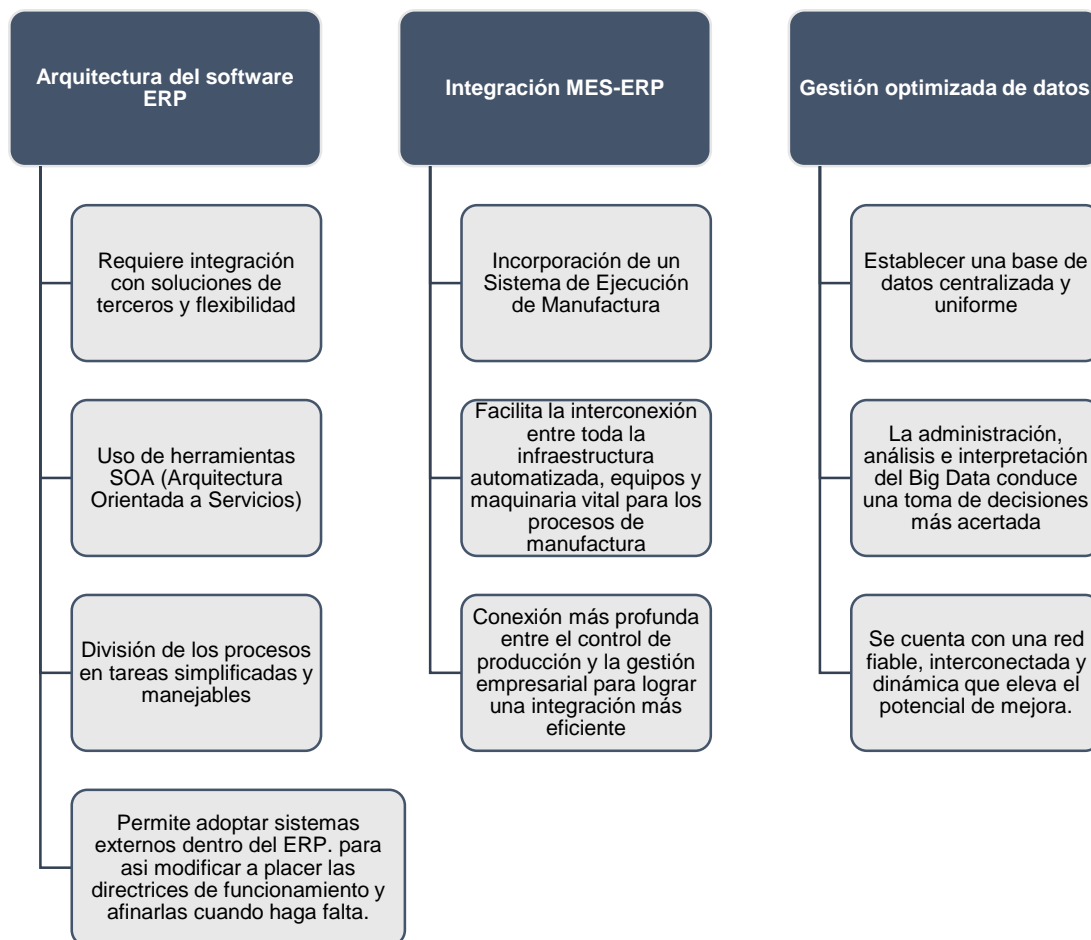 Arquitectura del software
ERP
Requiere integración
con soluciones de
terceros y flexibilidad
Uso de herramientas
SOA (Arquitectura
Orientada a Servicios)
División de los procesos
en tareas simplificadas y
manejables
Permite adoptar sistemas
externos dentro del ERP. para
asi modificar a placer las
directrices de funcionamiento y
afinarlas cuando haga falta.
Integración MES-ERP
Incorporación de un
Sistema de Ejecución
de Manufactura
Facilita la interconexión
entre toda la
infraestructura
automatizada, equipos y
maquinaria vital para los
procesos de
manufactura
Conexión más profunda
entre el control de
producción y la gestión
empresarial para lograr
una integración más
eficiente
Gestión optimizada de datos
Establecer una base de
datos centralizada y
uniforme
La administración,
análisis e interpretación
del Big Data conduce
una toma de decisiones
más acertada
Se cuenta con una red
fiable, interconectada y
dinámica que eleva el
potencial de mejora.